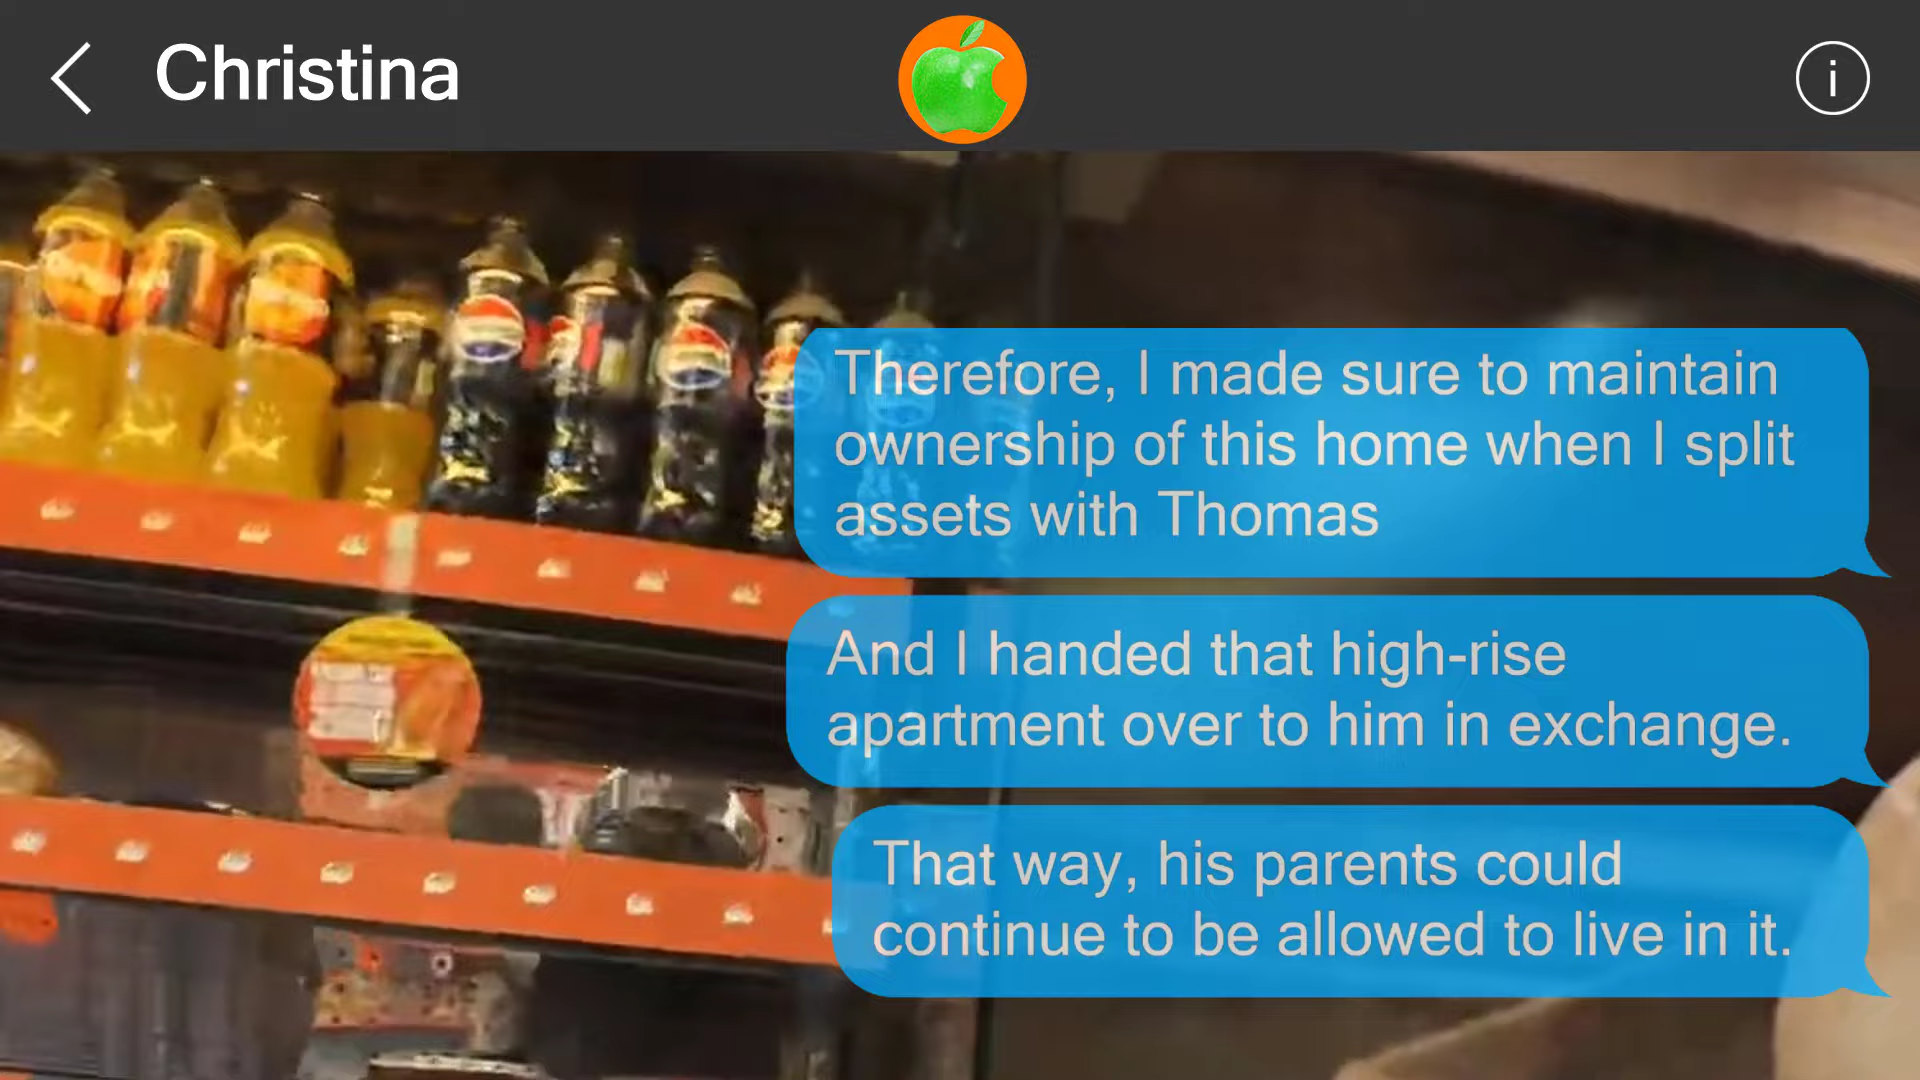 Christina
i
Therefore, I made sure to maintain
ownership of this home when I split
assets with Thomas
And I handed that high-rise
apartment over to him in exchange.
That way, his parents could
continue to be allowed to live in it.